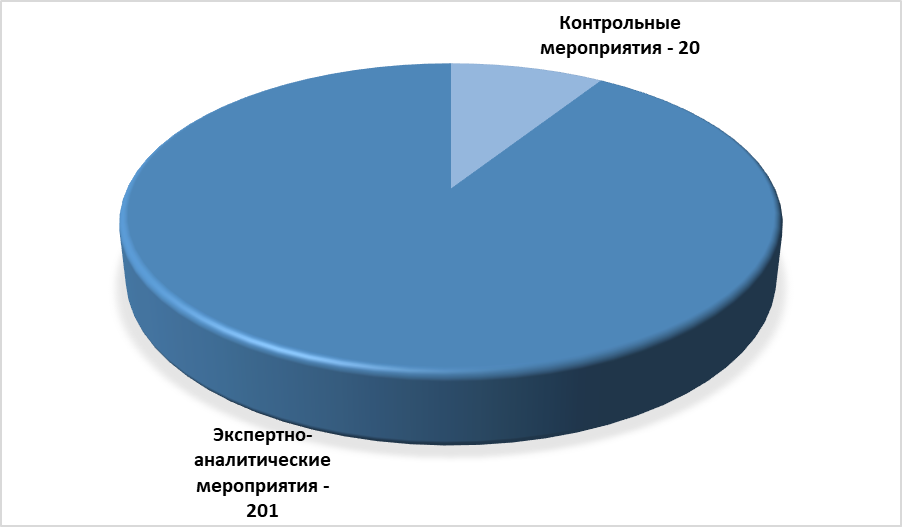 Контрольные
мероприятия - 20
Экспертно-
аналитические
мероприятия -
201